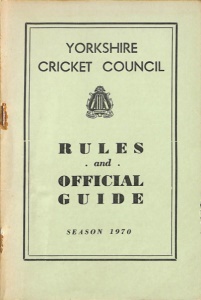 YORKSHIRE
CRICKET COUNCIL
RULES
. and .
OFFICIAL
GUIDE
SEASON 1970